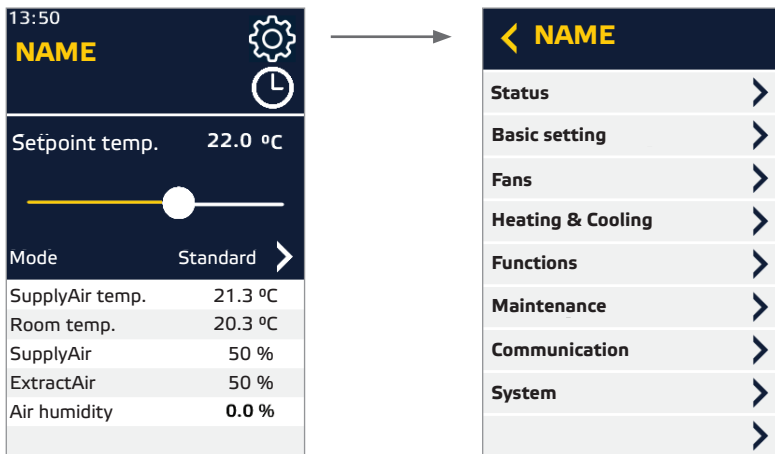 13:50
NAME
Setpoint temp. 22.0 ºC
Mode Standard
SupplyAir temp. 21.3 ºC
Room temp. 20.3 ºC
SupplyAir 50 %
ExtractAir 50 %
Air humidity 0.0 %
NAME
Status
Basic setting
Fans
Heating & Cooling
Functions
Maintenance
Communication
System